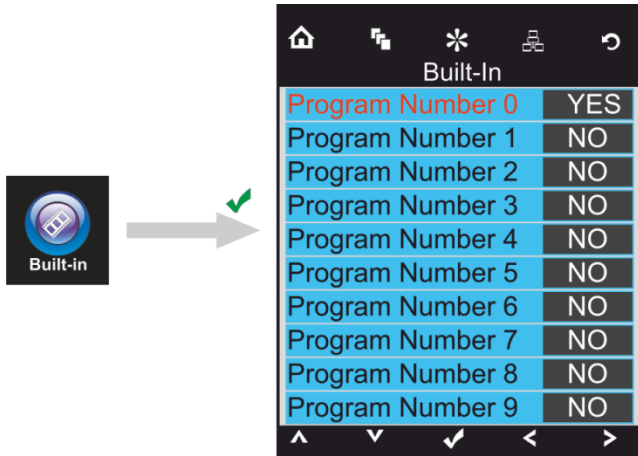 Built-in
Built-In
Program Number 0 YES
Program Number 1 NO
Program Number 2 NO
Program Number 3 NO
Program Number 4 NO
Program Number 5 NO
Program Number 6 NO
Program Number 7 NO
Program Number 8 NO
Program Number 9 NO